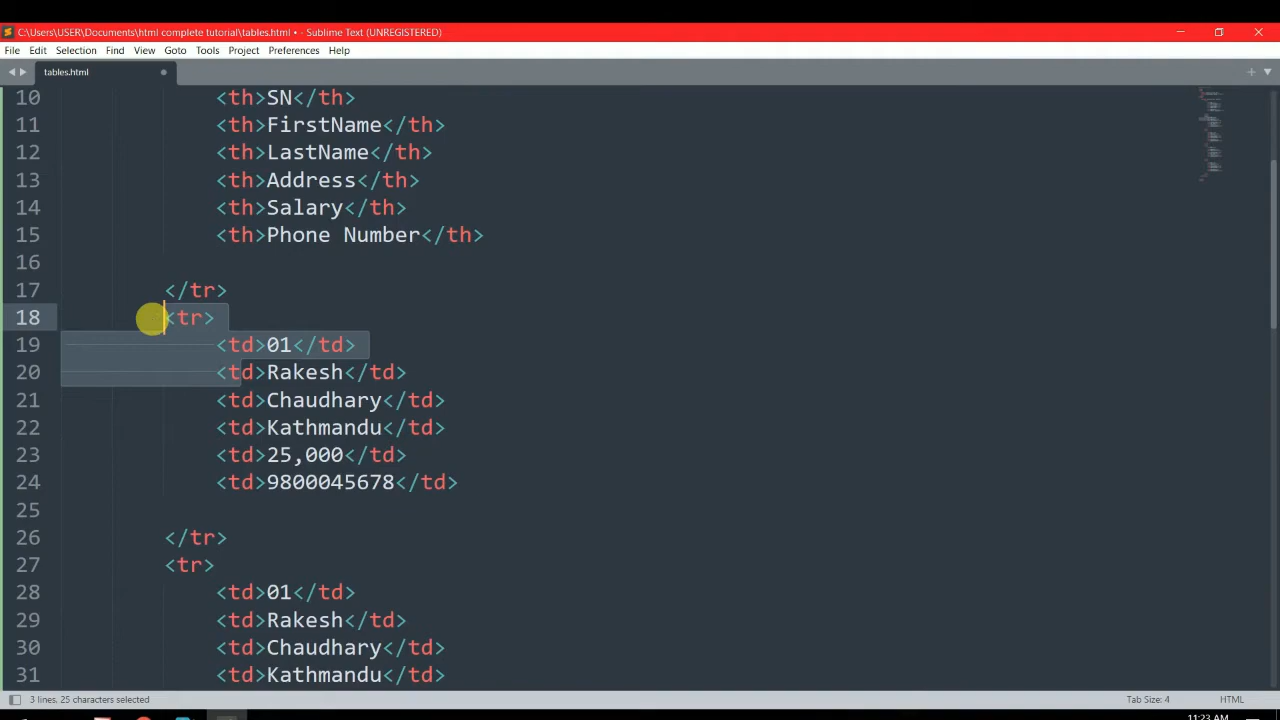 C:\Users\USER\Documents\html complete tutorial\tables.html • - Sublime Text (UNREGISTERED)
File Edit Selection Find View Goto Tools Project Preferences Help
tables.html
10 <th>SN</th>
11 <th>FirstName</th>
12 <th>LastName</th>
13 <th>Address</th>
14 <th>Salary</th>
15 <th>Phone Number</th>
16
17 </tr>
18 <tr>
19 <td>01</td>
20 <td>Rakesh</td>
21 <td>Chaudhary</td>
22 <td>Kathmandu</td>
23 <td>25,000</td>
24 <td>9800045678</td>
25
26 </tr>
27 <tr>
28 <td>01</td>
29 <td>Rakesh</td>
30 <td>Chaudhary</td>
31 <td>Kathmandu</td>
3 lines, 25 characters selected Tab Size: 4 HTML
11:23 AM